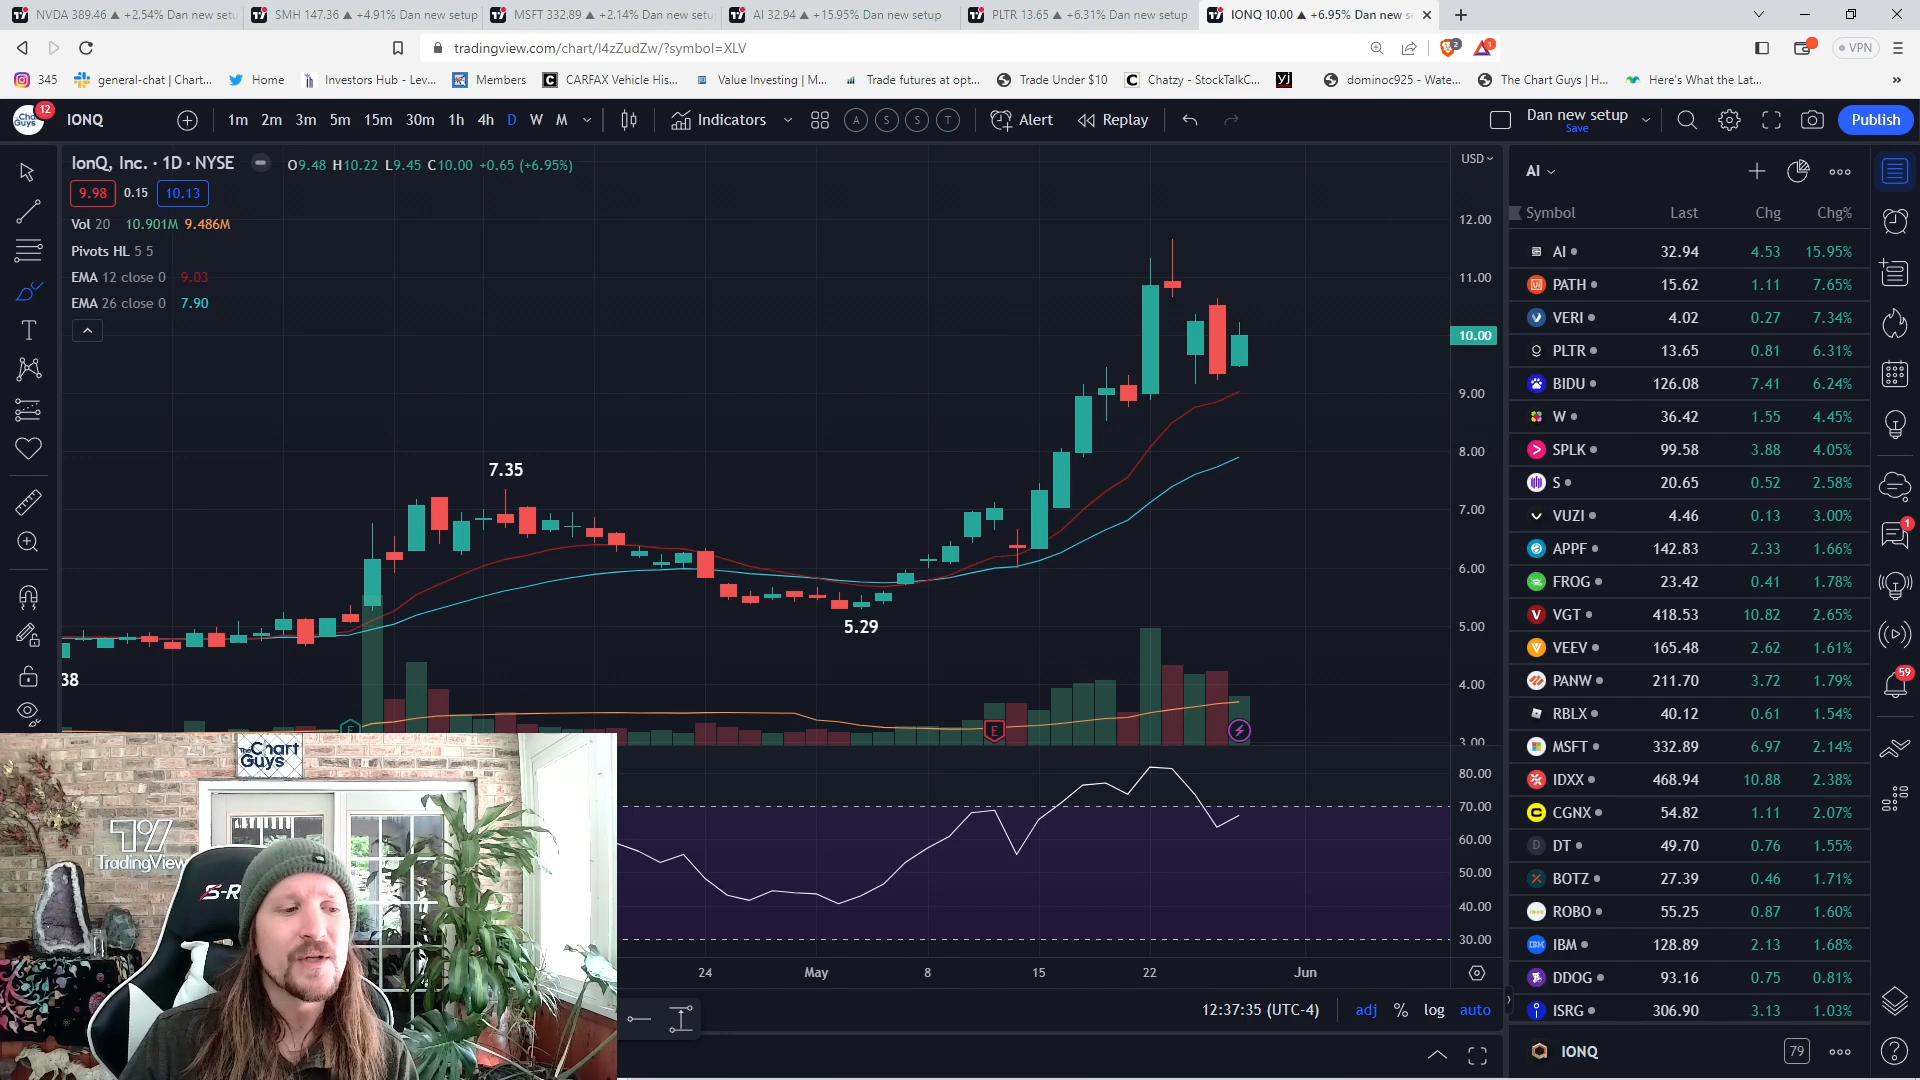 NVDA 389.46 ▲ +2.54% Dan new setu
SMH 147.36 ▲ +4.91% Dan new setup
MSFT 332.89 ▲ +2.14% Dan new setup
AI 32.94 ▲ +15.95% Dan new setup
PLTR 13.65 ▲ +6.31% Dan new setup
IONQ 10.00 ▲ +6.95% Dan new se
tradingview.com/chart/I4zZudZw/?symbol=XLV
2
1
VPN
345
general-chat | Chart...
Home
Investors Hub - Lev...
Members
CARFAX Vehicle His...
Value Investing | M...
Trade futures at opt...
Trade Under $10
Chatzy - StockTalkC...
dominoc925 - Wate...
The Chart Guys | H...
Here's What the Lat...
12
IONQ
1m 2m 3m 5m 15m 30m 1h 4h D W M
Indicators
A S S T
Alert
Replay
Dan new setup
Save
Publish
IonQ, Inc. · 1D · NYSE
O9.48 H10.22 L9.45 C10.00 +0.65 (+6.95%)
9.98 0.15 10.13
Vol 20 10.901M 9.486M
Pivots HL 5 5
EMA 12 close 0 9.03
EMA 26 close 0 7.90
USD
12.00
11.00
10.00
9.00
8.00
7.00
6.00
5.00
4.00
3.00
7.35
5.29
38
E
E
80.00
70.00
60.00
50.00
40.00
30.00
24 May 8 15 22 Jun
12:37:35 (UTC-4) adj % log auto
AI
Symbol Last Chg Chg%
AI 32.94 4.53 15.95%
PATH 15.62 1.11 7.65%
VERI 4.02 0.27 7.34%
PLTR 13.65 0.81 6.31%
BIDU 126.08 7.41 6.24%
W 36.42 1.55 4.45%
SPLK 99.58 3.88 4.05%
S 20.65 0.52 2.58%
VUZI 4.46 0.13 3.00%
APPF 142.83 2.33 1.66%
FROG 23.42 0.41 1.78%
VGT 418.53 10.82 2.65%
VEEV 165.48 2.62 1.61%
PANW 211.70 3.72 1.79%
RBLX 40.12 0.61 1.54%
MSFT 332.89 6.97 2.14%
IDXX 468.94 10.88 2.38%
CGNX 54.82 1.11 2.07%
D DT 49.70 0.76 1.55%
BOTZ 27.39 0.46 1.71%
ROBO 55.25 0.87 1.60%
IBM 128.89 2.13 1.68%
DDOG 93.16 0.75 0.81%
ISRG 306.90 3.13 1.03%
IONQ 79
1
59
The Chart Guys
TradingView
S-R